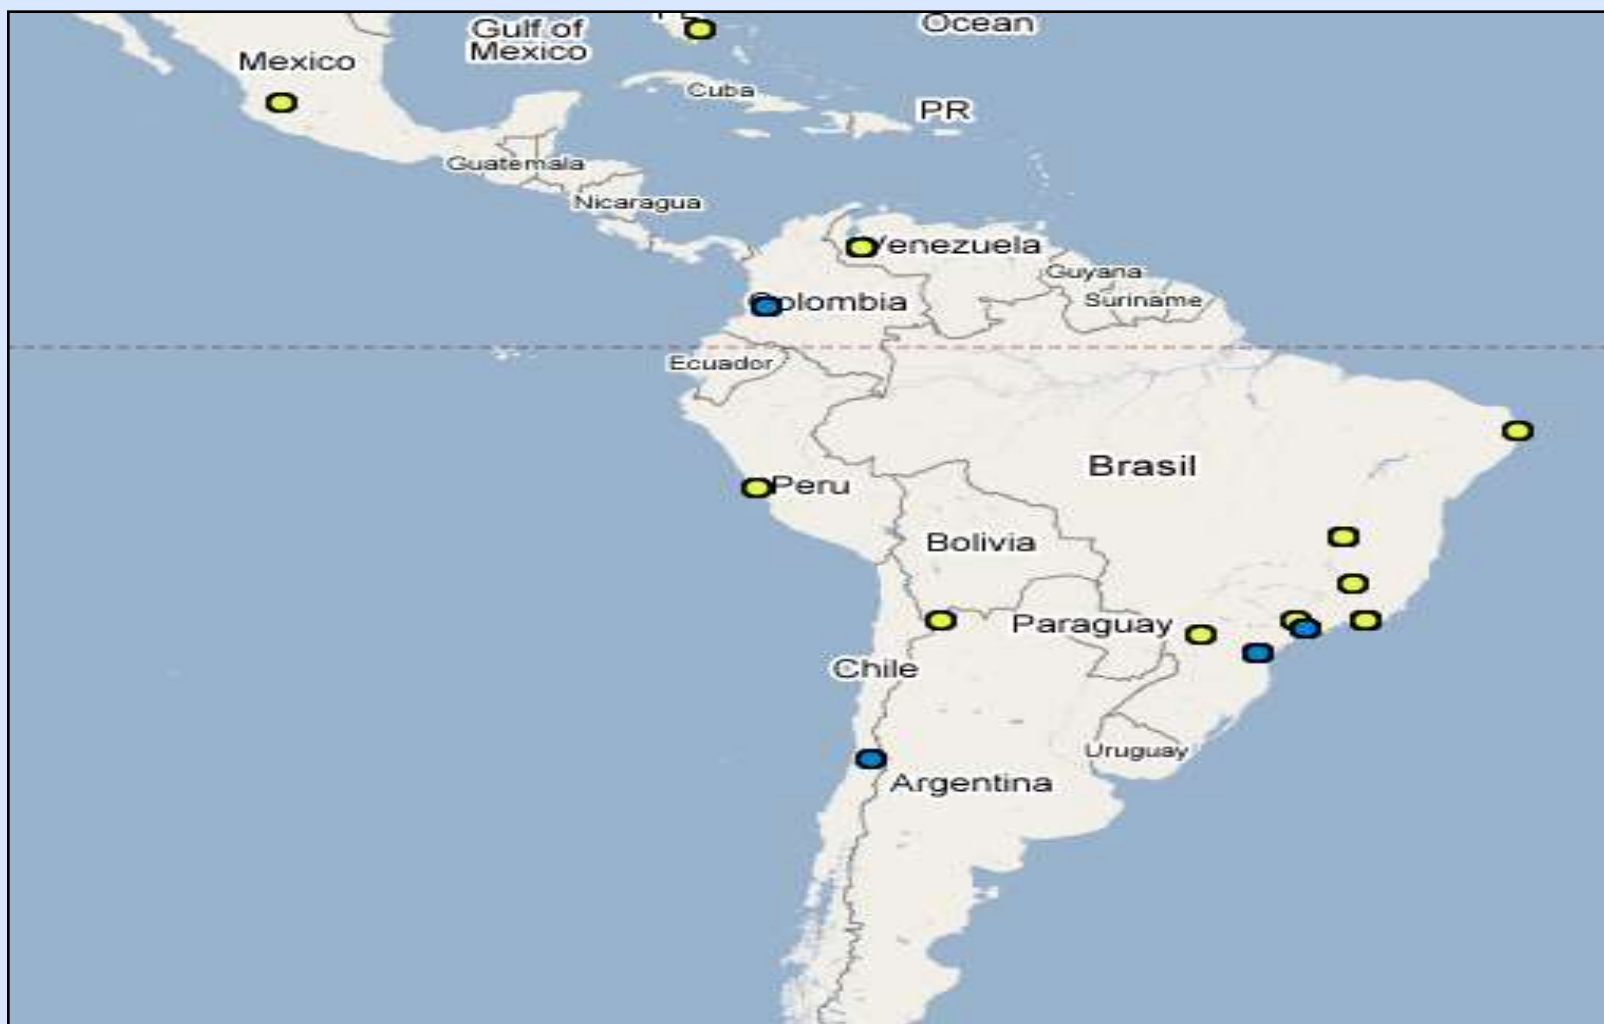 Ocean
Gulf of
Mexico
Mexico
Cuba
PR
Guatemala
Nicaragua
Venezuela
Guyana
Suriname
Colombia
Ecuador
Brasil
Peru
Bolivia
Paraguay
Chile
Uruguay
Argentina